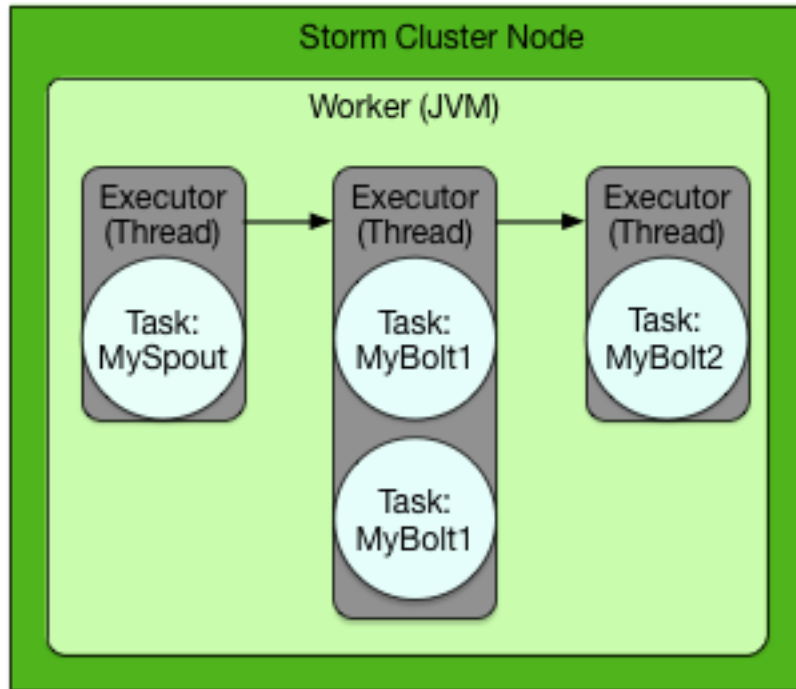 Storm Cluster Node
Worker (JVM)
Executor
(Thread)
Task:
MySpout
Executor
(Thread)
Task:
MyBolt1
Task:
MyBolt1
Executor
(Thread)
Task:
MyBolt2